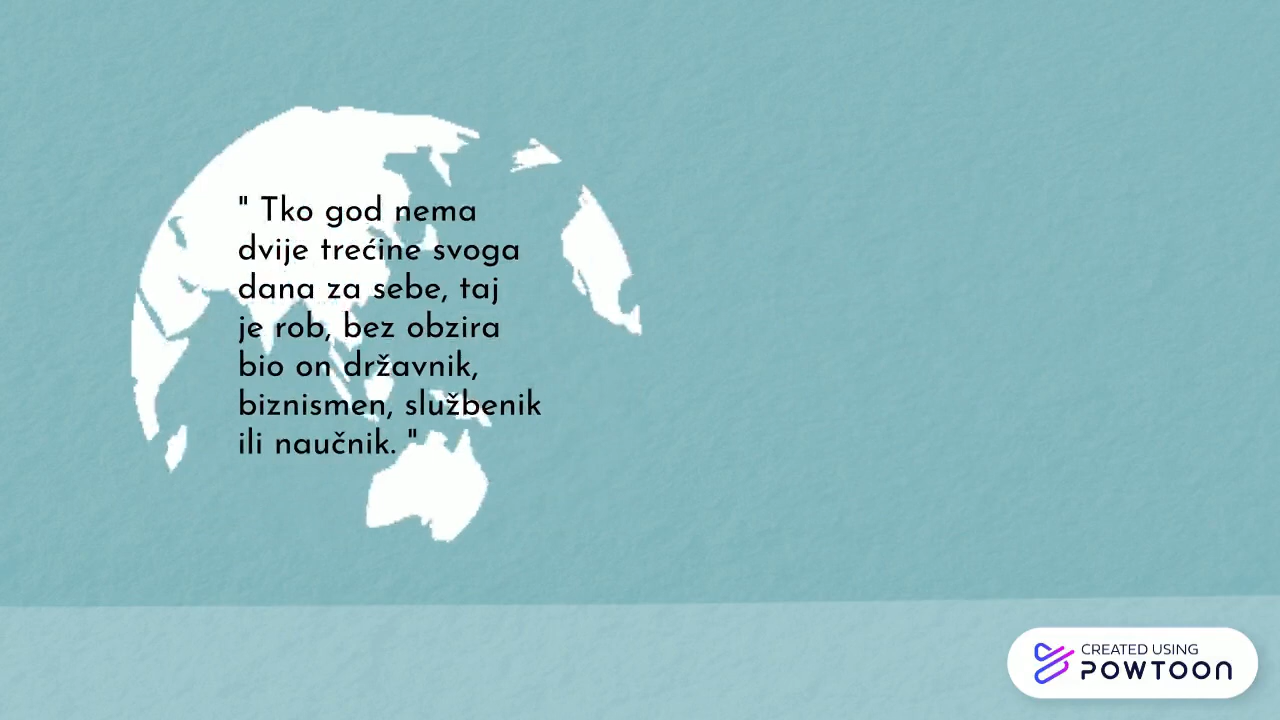 " Tko god nema
dvije trećine svoga
dana za sebe, taj
je rob, bez obzira
bio on državnik,
biznismen, službenik
ili naučnik. "
CREATED USING
POWTOON